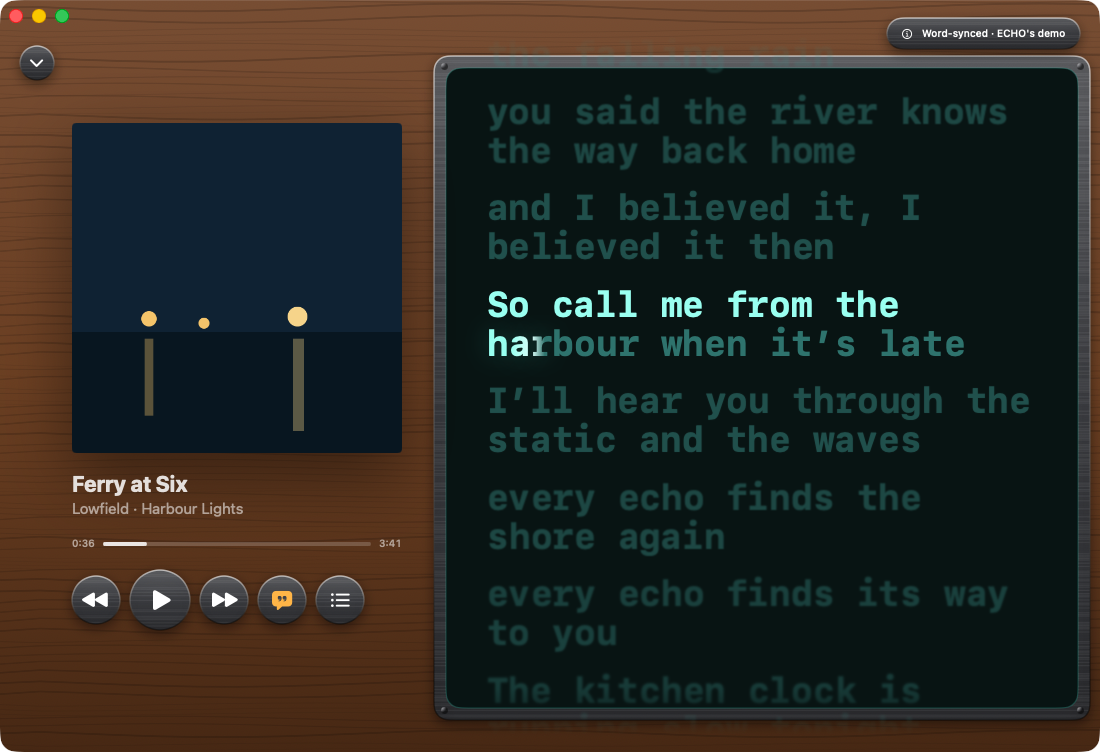 Word-synced · ECHO's demo
you said the river knows
the way back home
and I believed it, I
believed it then
So call me from the
harbour when it’s late
I’ll hear you through the
static and the waves
every echo finds the
shore again
every echo finds its way
to you
The kitchen clock is
Ferry at Six
Lowfield · Harbour Lights
0:36
3:41